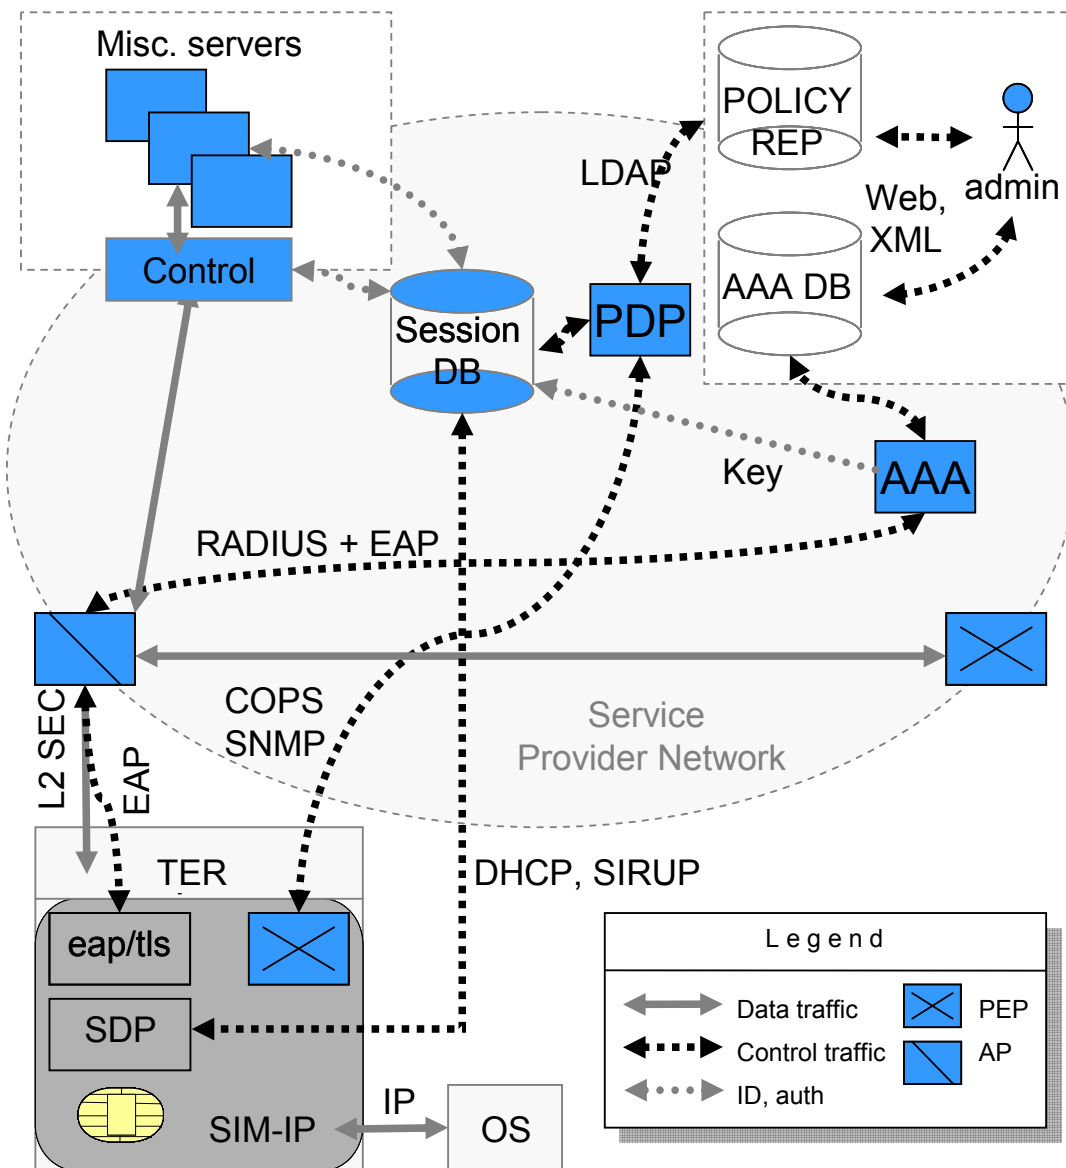 Misc. servers
Control
Session
DB
LDAP
PDP
POLICY
REP
admin
Web,
XML
AAA DB
AAA
Key
RADIUS + EAP
L2 SEC
EAP
COPS
SNMP
Service
Provider Network
DHCP, SIRUP
TER
eap/tls
SDP
SIM-IP
IP
OS
Legend
Data traffic
PEP
Control traffic
AP
ID, auth